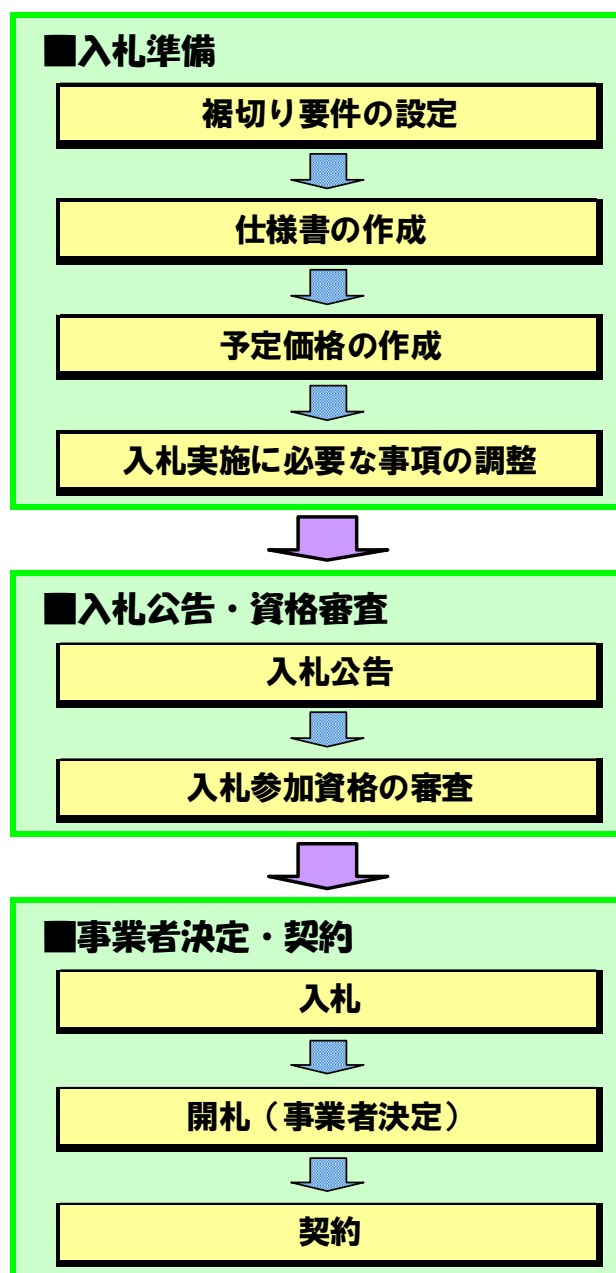 ■入札準備
裾切り要件の設定
仕様書の作成
予定価格の作成
入札実施に必要な事項の調整
■入札公告・資格審査
入札公告
入札参加資格の審査
■事業者決定・契約
入札
開札（事業者決定）
契約